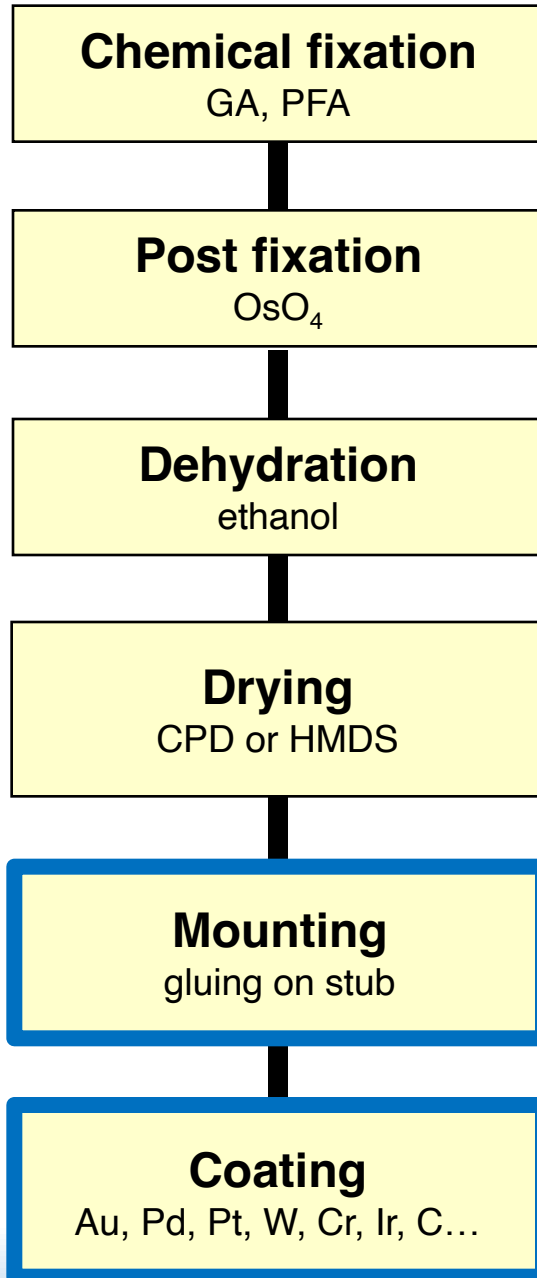 Chemical fixation
GA, PFA
Post fixation
OsO₄
Dehydration
ethanol
Drying
CPD or HMDS
Mounting
gluing on stub
Coating
Au, Pd, Pt, W, Cr, Ir, C…